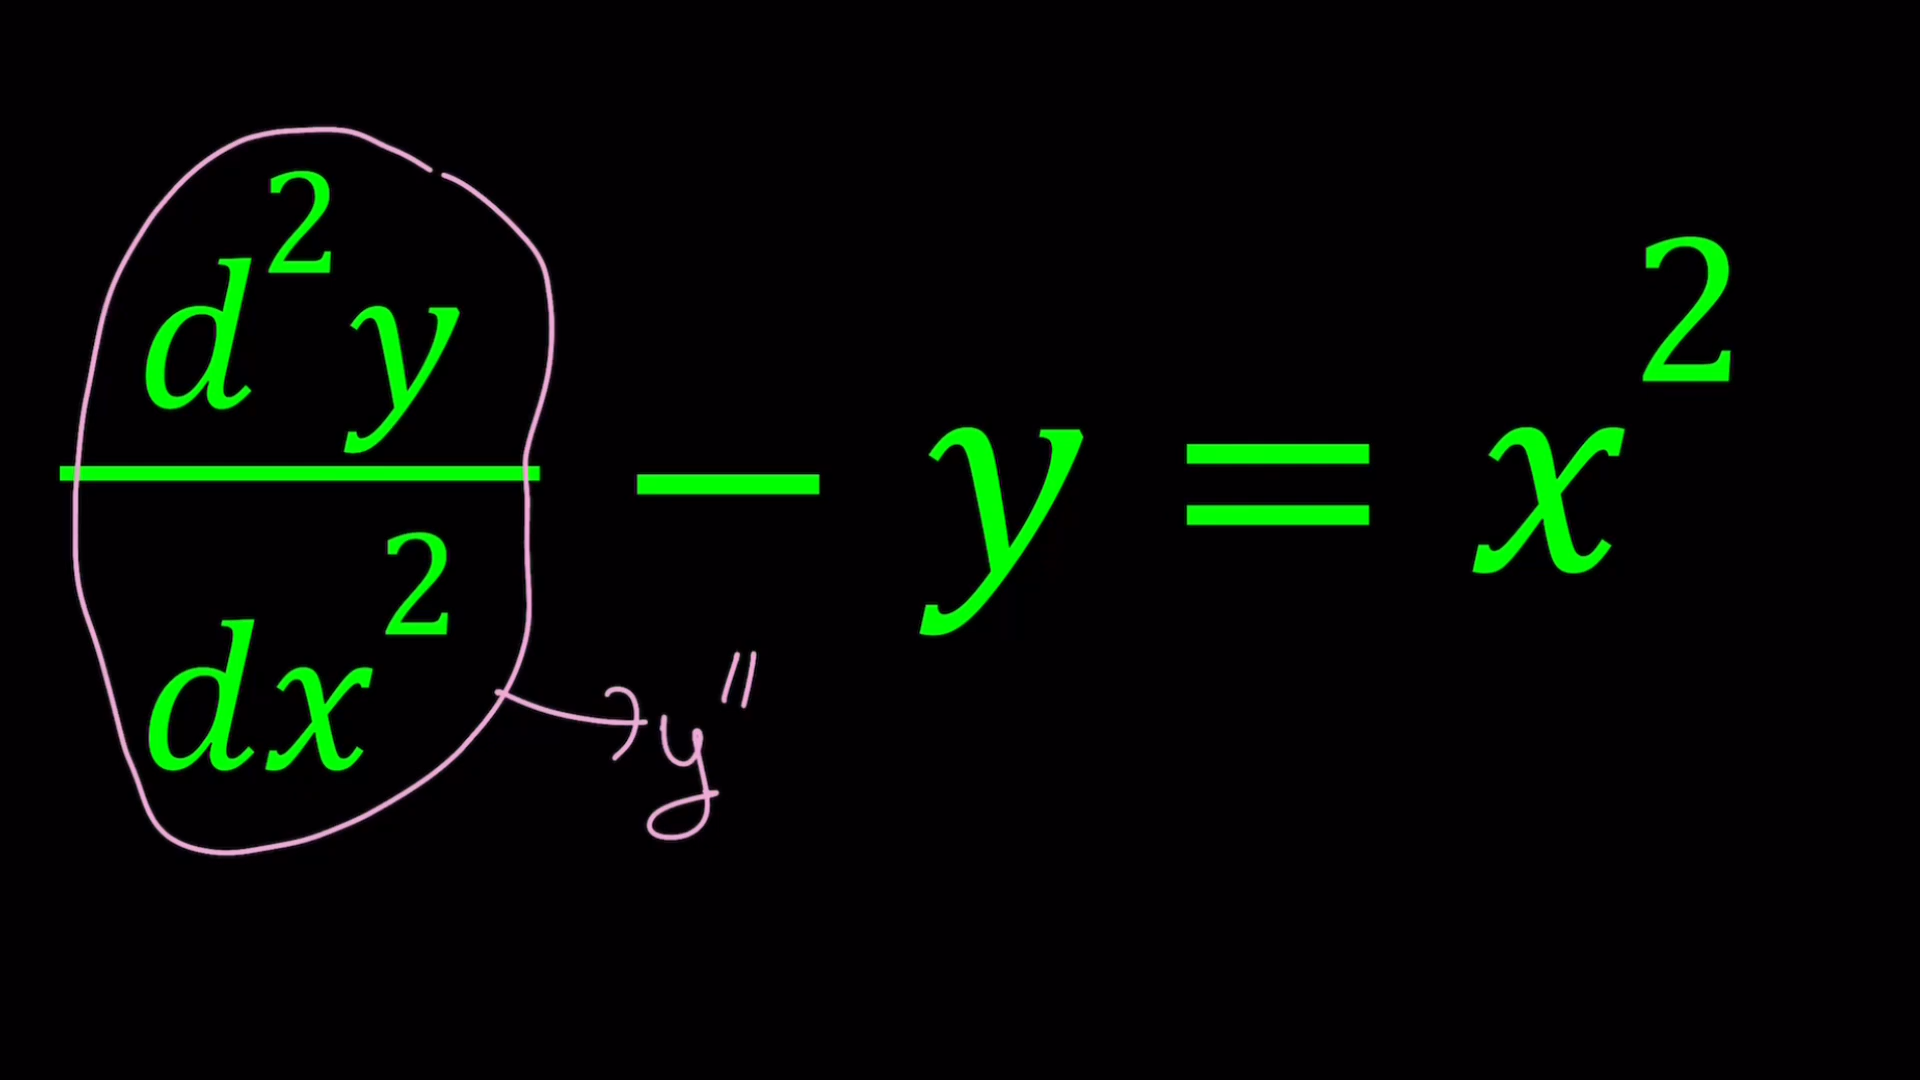 d²y/dx² − y = x²
y″